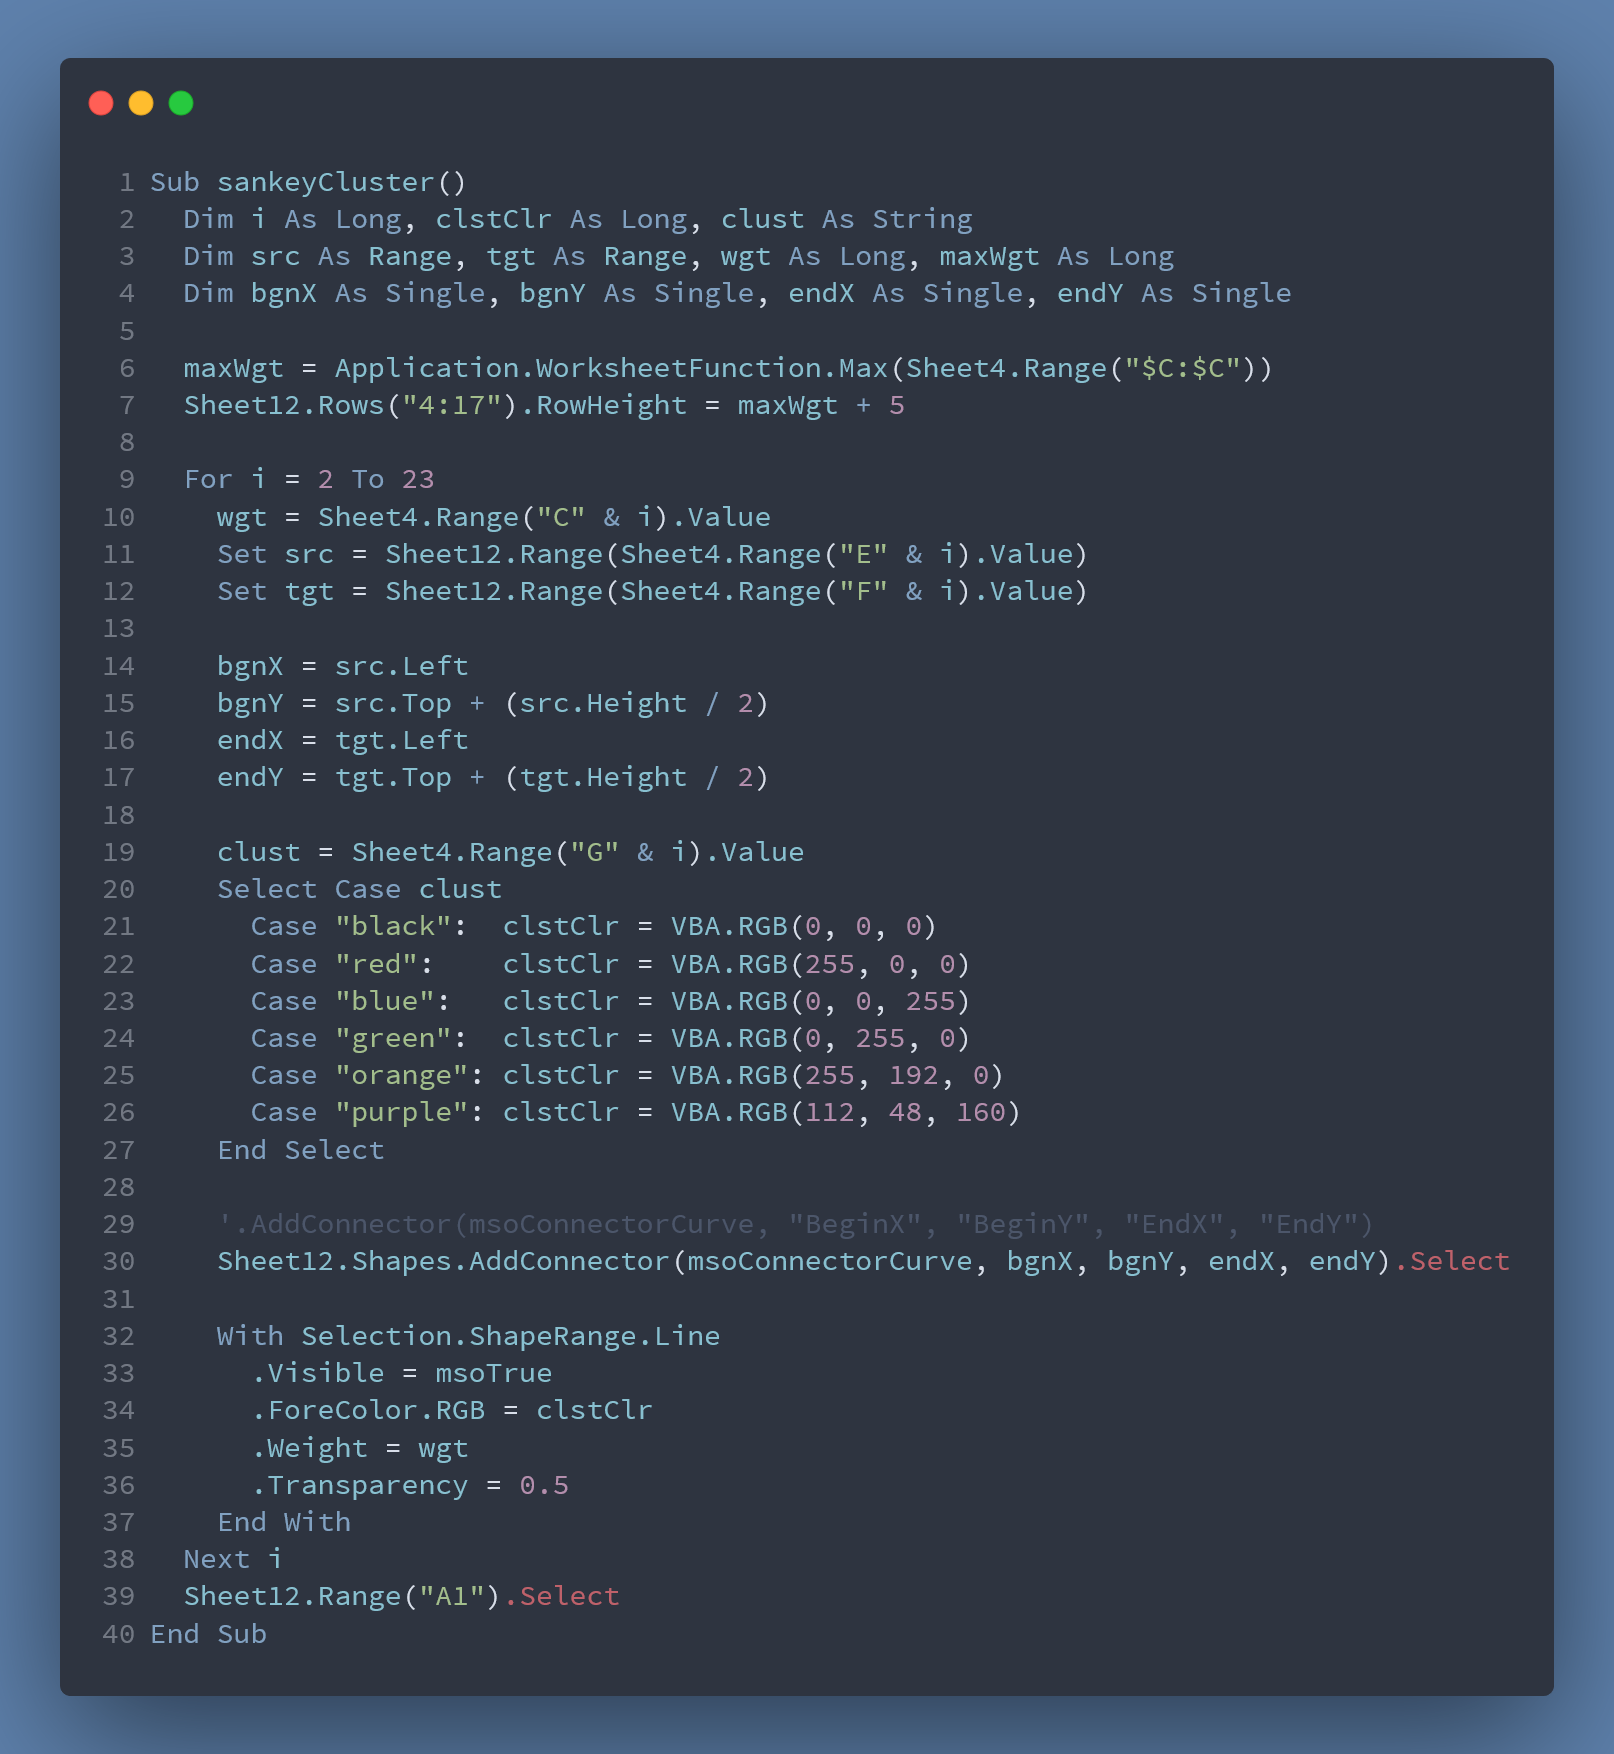 1 Sub sankeyCluster()
2   Dim i As Long, clstClr As Long, clust As String
3   Dim src As Range, tgt As Range, wgt As Long, maxWgt As Long
4   Dim bgnX As Single, bgnY As Single, endX As Single, endY As Single
5
6   maxWgt = Application.WorksheetFunction.Max(Sheet4.Range("$C:$C"))
7   Sheet12.Rows("4:17").RowHeight = maxWgt + 5
8
9   For i = 2 To 23
10     wgt = Sheet4.Range("C" & i).Value
11     Set src = Sheet12.Range(Sheet4.Range("E" & i).Value)
12     Set tgt = Sheet12.Range(Sheet4.Range("F" & i).Value)
13
14     bgnX = src.Left
15     bgnY = src.Top + (src.Height / 2)
16     endX = tgt.Left
17     endY = tgt.Top + (tgt.Height / 2)
18
19     clust = Sheet4.Range("G" & i).Value
20     Select Case clust
21       Case "black":  clstClr = VBA.RGB(0, 0, 0)
22       Case "red":    clstClr = VBA.RGB(255, 0, 0)
23       Case "blue":   clstClr = VBA.RGB(0, 0, 255)
24       Case "green":  clstClr = VBA.RGB(0, 255, 0)
25       Case "orange": clstClr = VBA.RGB(255, 192, 0)
26       Case "purple": clstClr = VBA.RGB(112, 48, 160)
27     End Select
28
29     '.AddConnector(msoConnectorCurve, "BeginX", "BeginY", "EndX", "EndY")
30     Sheet12.Shapes.AddConnector(msoConnectorCurve, bgnX, bgnY, endX, endY).Select
31
32     With Selection.ShapeRange.Line
33       .Visible = msoTrue
34       .ForeColor.RGB = clstClr
35       .Weight = wgt
36       .Transparency = 0.5
37     End With
38   Next i
39   Sheet12.Range("A1").Select
40 End Sub